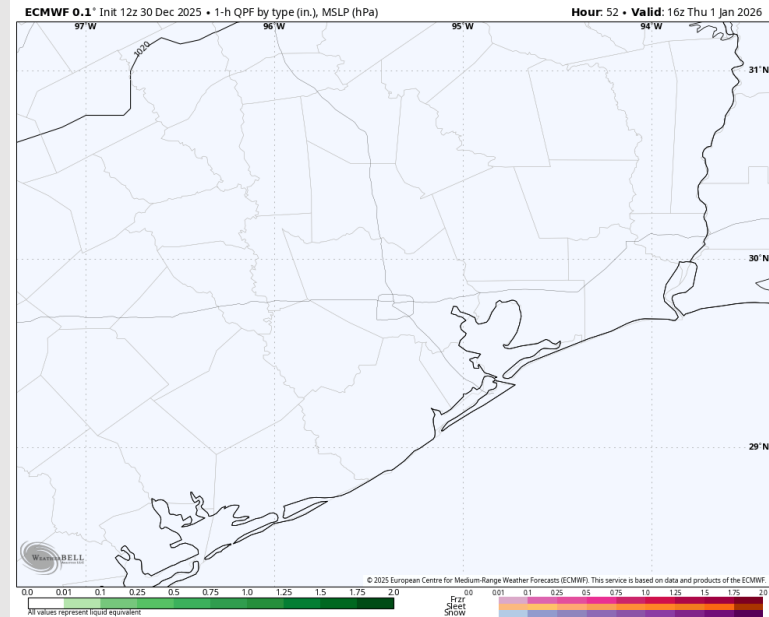 ECMWF 0.1° Init 12z 30 Dec 2025 • 1-h QPF by type (in.), MSLP (hPa) Hour: 52 • Valid: 16z Thu 1 Jan 2026
97°W 96°W 95°W 94°W
1020
31°N
30°N
29°N
WeatherBELL
© 2025 European Centre for Medium-Range Weather Forecasts (ECMWF). This service is based on data and products of the ECMWF.
0.0 0.01 0.1 0.25 0.5 0.75 1.0 1.25 1.5 1.75 2.0 0.0 0.01 0.1 0.25 0.5 0.75 1.0 1.25 1.5 1.75 2.0
Frzr
Sleet
Snow
All values represent liquid equivalent